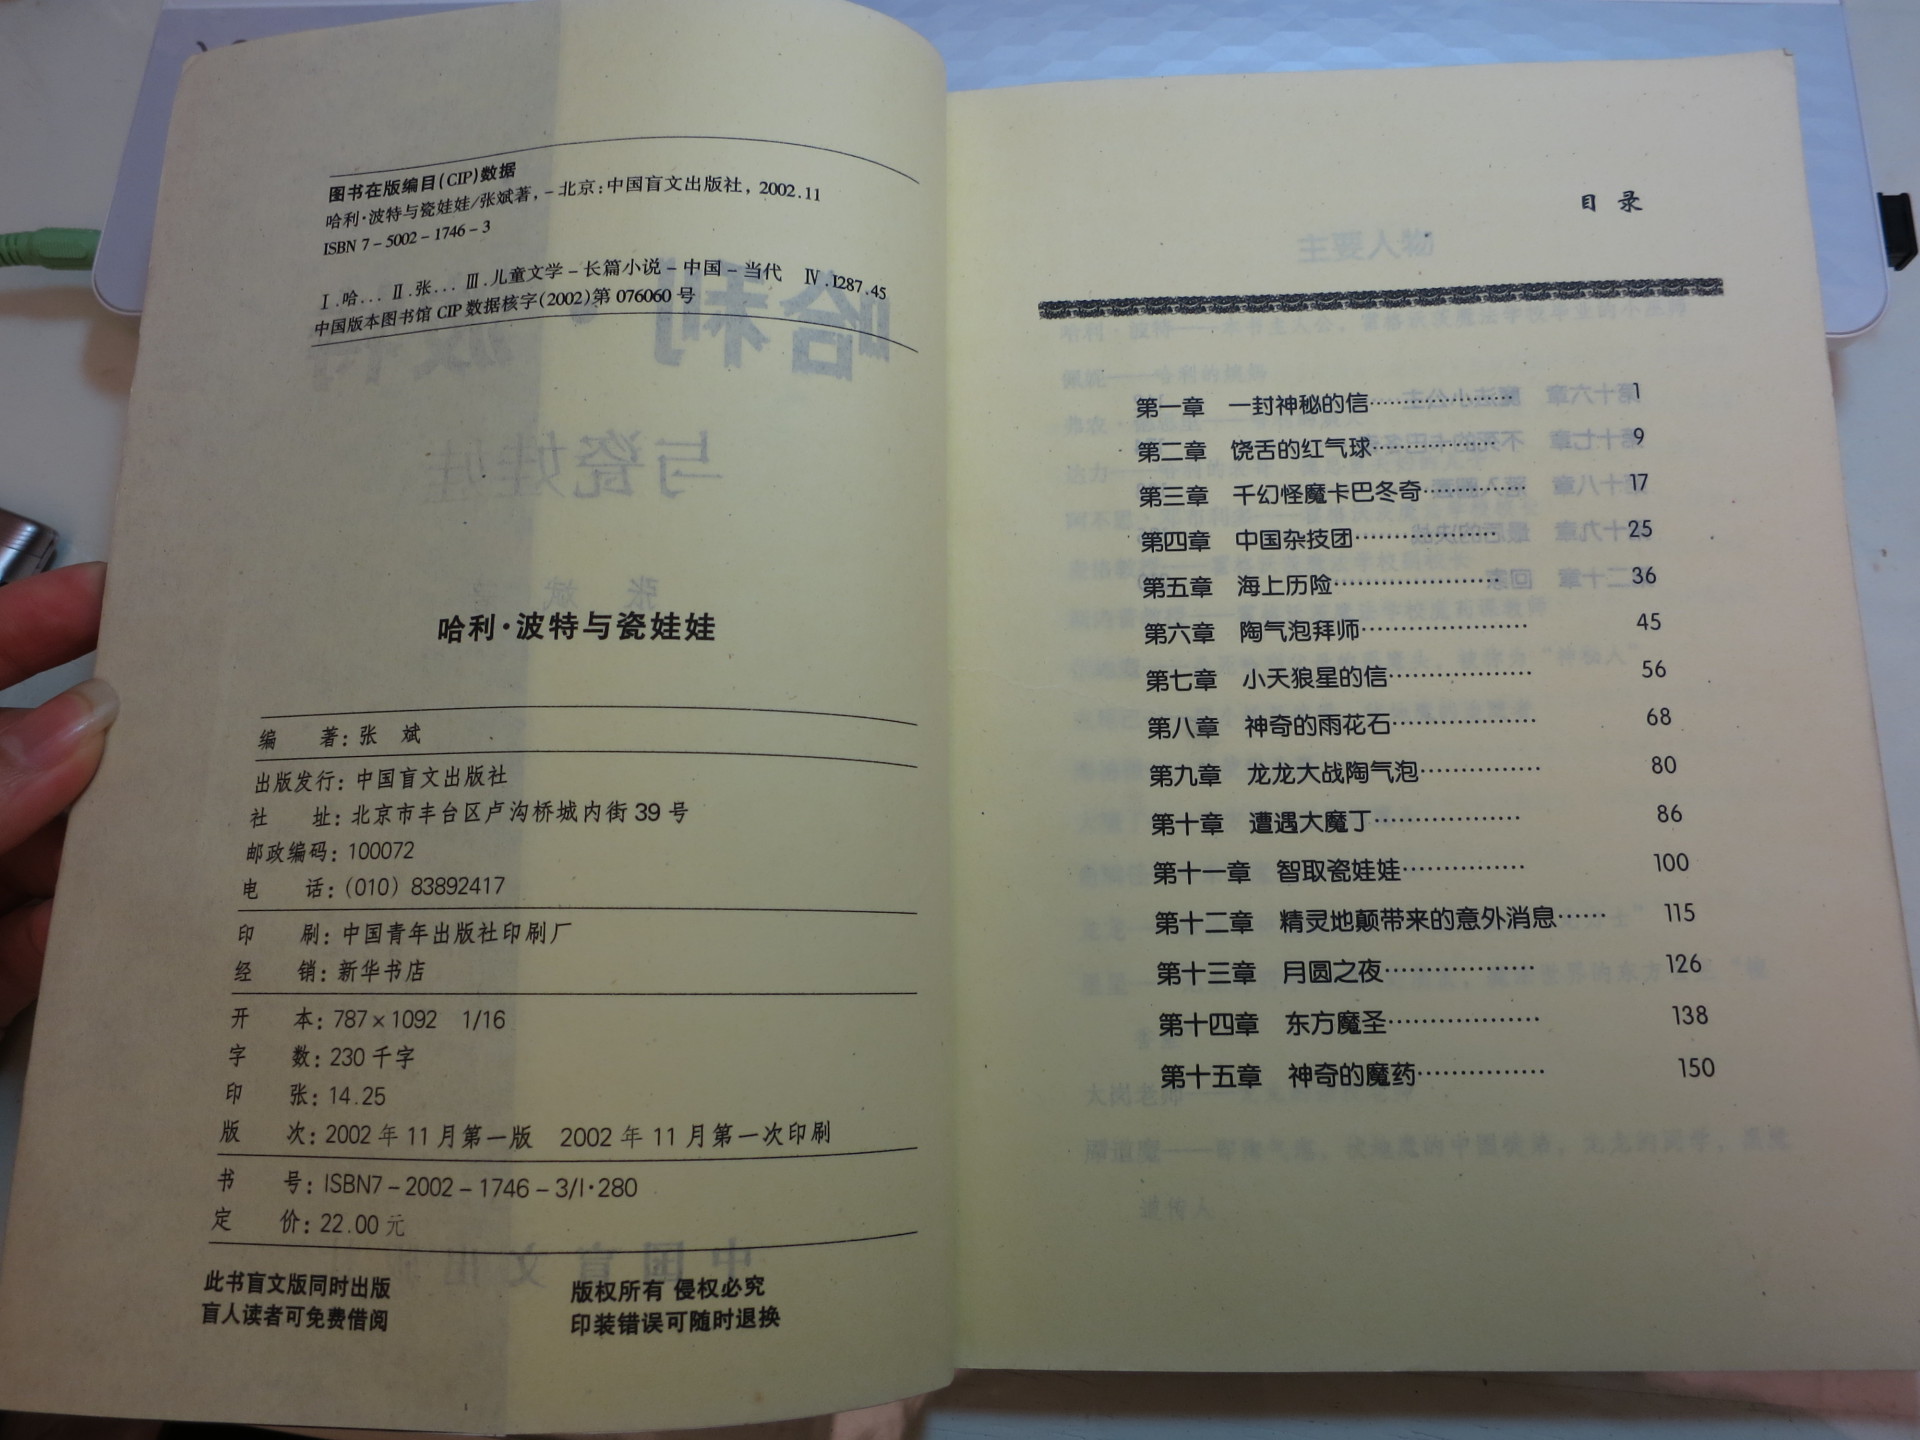 图书在版编目(CIP)数据
哈利·波特与瓷娃娃/张斌著,-北京:中国盲文出版社,2002.11
ISBN 7-5002-1746-3
Ⅰ.哈… Ⅱ.张… Ⅲ.儿童文学-长篇小说-中国-当代 Ⅳ.I287.45
中国版本图书馆CIP数据核字(2002)第076060号
哈利·波特与瓷娃娃
编 著:张 斌
出版发行:中国盲文出版社
社 址:北京市丰台区卢沟桥城内街39号
邮政编码:100072
电 话:(010)83892417
印 刷:中国青年出版社印刷厂
经 销:新华书店
开 本:787×1092 1/16
字 数:230千字
印 张:14.25
版 次:2002年11月第一版 2002年11月第一次印刷
书 号:ISBN7-2002-1746-3/I·280
定 价:22.00元
此书盲文版同时出版
盲人读者可免费借阅
版权所有 侵权必究
印装错误可随时退换
目 录
第一章 一封神秘的信…………………1
第二章 饶舌的红气球………………9
第三章 千幻怪魔卡巴冬奇……………17
第四章 中国杂技团…………………25
第五章 海上历险……………………36
第六章 陶气泡拜师…………………45
第七章 小天狼星的信………………56
第八章 神奇的雨花石………………68
第九章 龙龙大战陶气泡……………80
第十章 遭遇大魔丁…………………86
第十一章 智取瓷娃娃………………100
第十二章 精灵地颠带来的意外消息……115
第十三章 月圆之夜…………………126
第十四章 东方魔圣…………………138
第十五章 神奇的魔药………………150